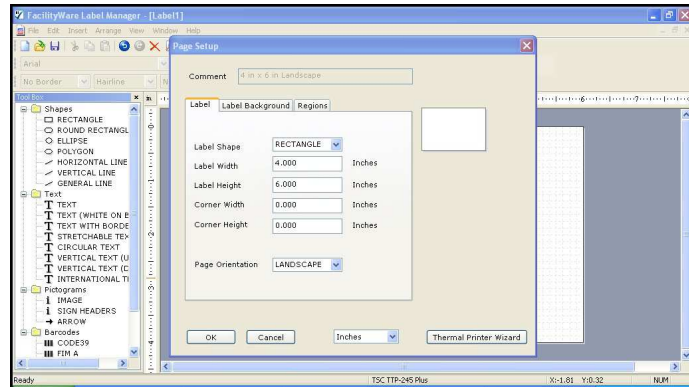 FacilityWare Label Manager - [Label1]
File Edit Insert Arrange View Window Help
Arial
No Border Hairline
Tool Box
Shapes
RECTANGLE
ROUND RECTANGL
ELLIPSE
POLYGON
HORIZONTAL LINE
VERTICAL LINE
GENERAL LINE
Text
TEXT
TEXT (WHITE ON B
TEXT WITH BORDE
STRETCHABLE TEX
CIRCULAR TEXT
VERTICAL TEXT (U
VERTICAL TEXT (D
INTERNATIONAL TE
Pictograms
IMAGE
SIGN HEADERS
ARROW
Barcodes
CODE39
FIM A
Page Setup
Comment 4 in x 6 in Landscape
Label Label Background Regions
Label Shape RECTANGLE
Label Width 4.000 Inches
Label Height 6.000 Inches
Corner Width 0.000 Inches
Corner Height 0.000 Inches
Page Orientation LANDSCAPE
OK Cancel Inches Thermal Printer Wizard
6 7
Ready TSC TTP-245 Plus X:-1.81 Y:0.32 NUM